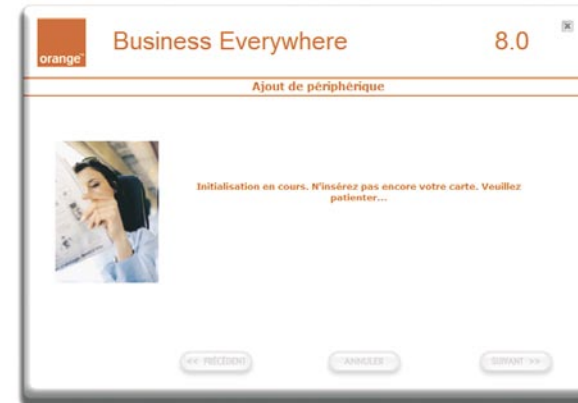 orange™
Business Everywhere 8.0
Ajout de périphérique
Initialisation en cours. N'insérez pas encore votre carte. Veuillez
patienter...
<< PRÉCÉDENT ANNULER SUIVANT >>